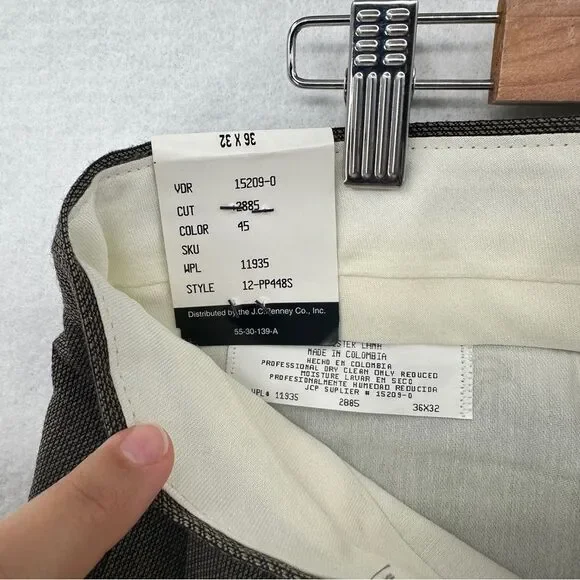 36 X 32
VDR 15209-0
CUT 2885
COLOR 45
SKU
WPL 11935
STYLE 12-PP448S
Distributed by the J.C.Penney Co., Inc.
55-30-139-A
MADE IN COLOMBIA
HECHO EN COLOMBIA
PROFESSIONAL DRY CLEAN ONLY REDUCED
MOISTURE LAVAR EN SECO
PROFESIONALMENTE HUMEDAD REDUCIDA
JCP SUPLIER # 15209-0
WPL# 11935 2885 36X32